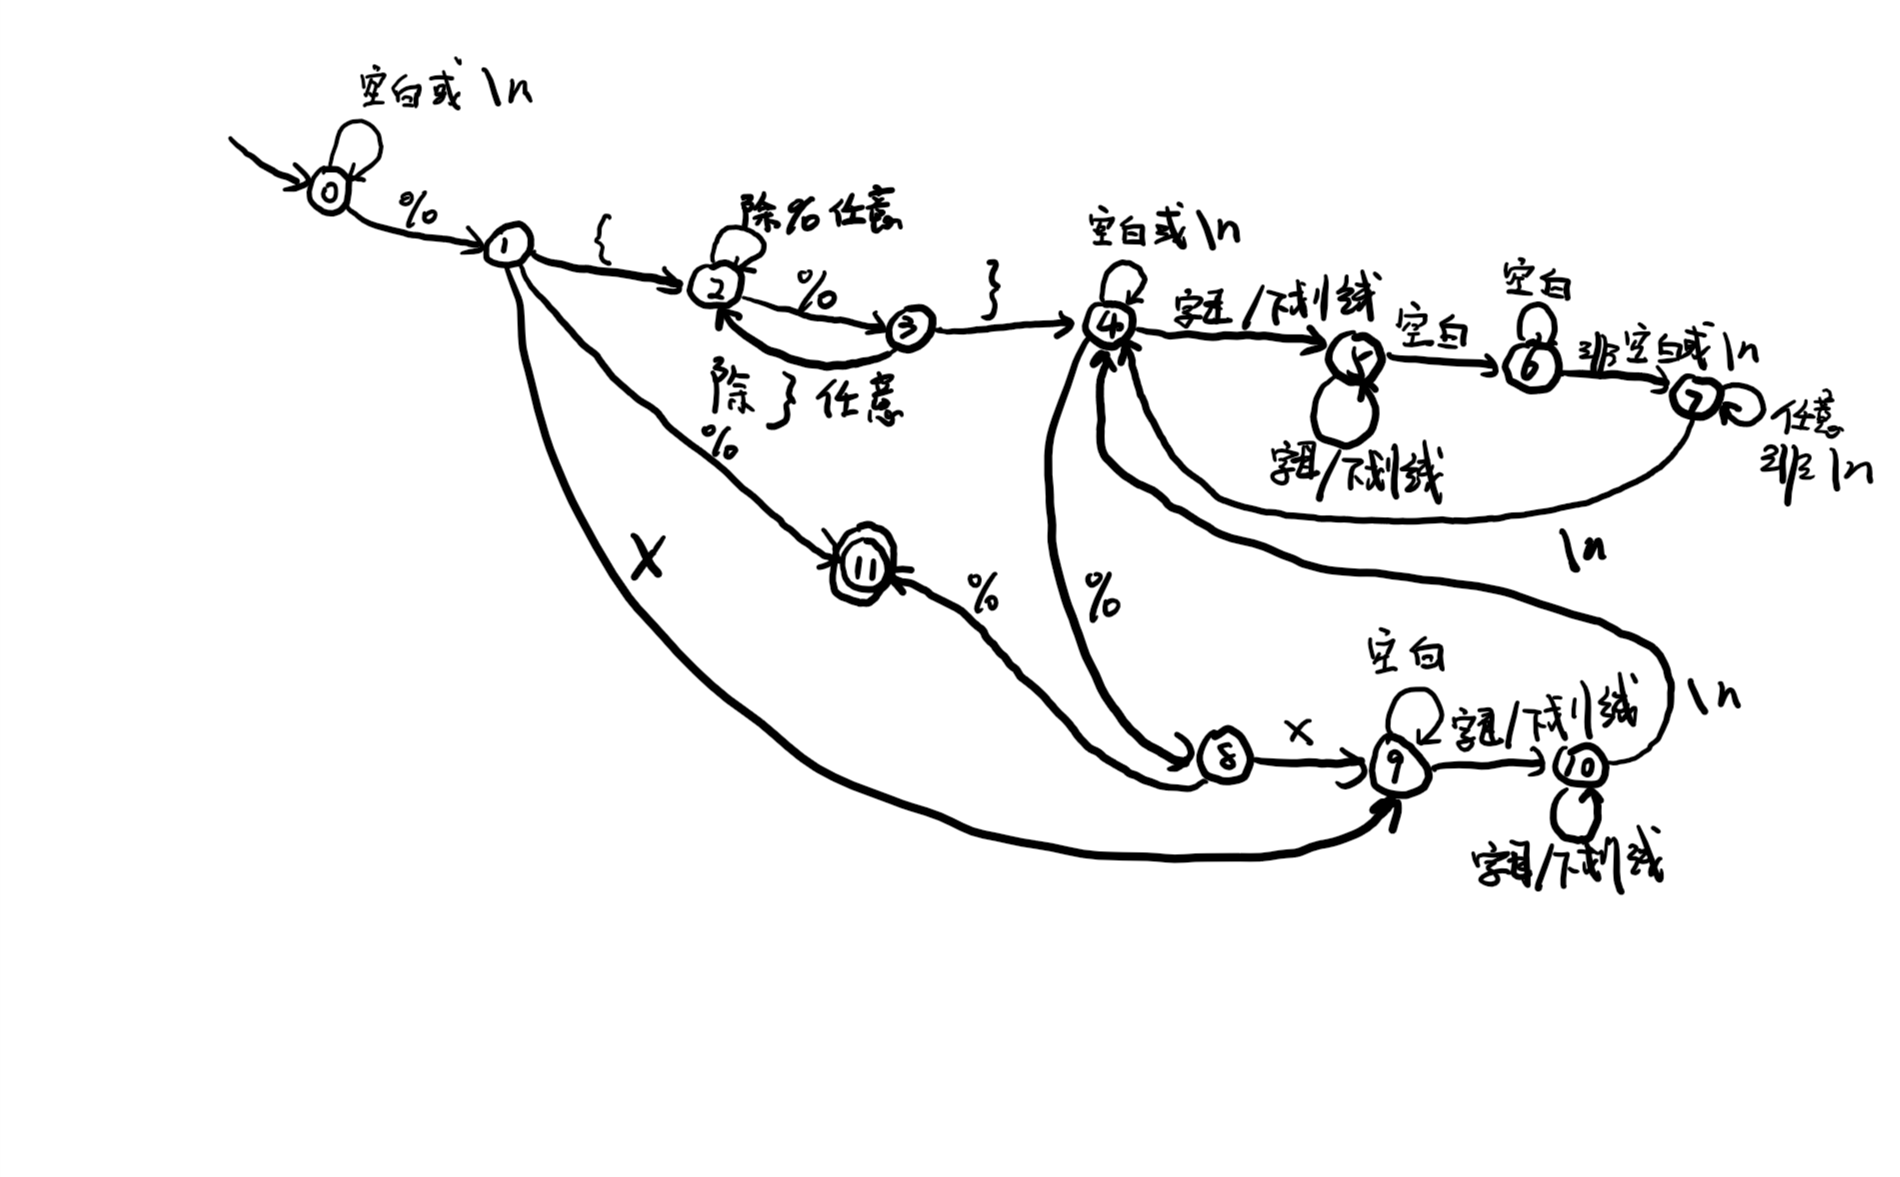 空白或 \n
0
%
1
{
除%任意
2
%
3
除 } 任意
}
空白或 \n
4
字母/下划线
5
字母/下划线
空白
空白
6
非空白或 \n
7
任意
非 \n
\n
%
X
11
%
%
8
X
空白
9
字母/下划线
10
字母/下划线
\n